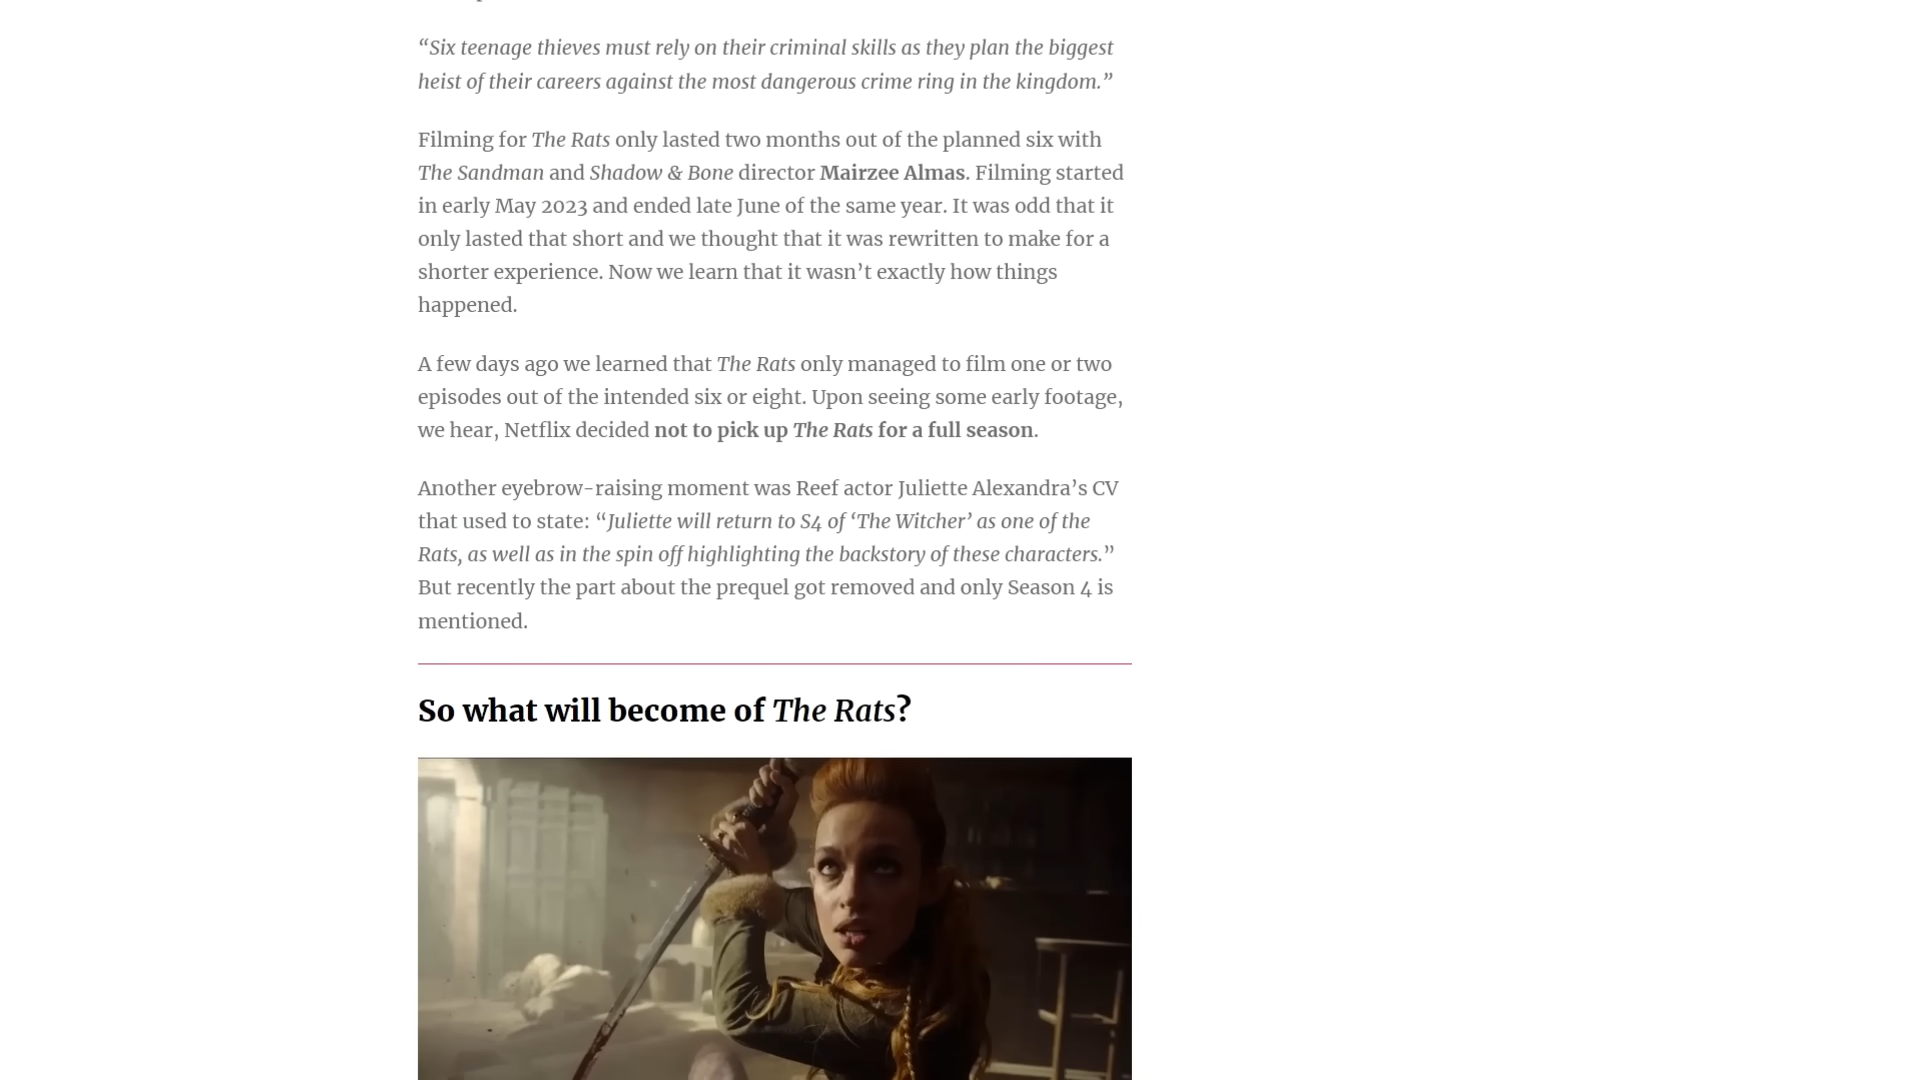 “Six teenage thieves must rely on their criminal skills as they plan the biggest
heist of their careers against the most dangerous crime ring in the kingdom.”
Filming for The Rats only lasted two months out of the planned six with
The Sandman and Shadow & Bone director Mairzee Almas. Filming started
in early May 2023 and ended late June of the same year. It was odd that it
only lasted that short and we thought that it was rewritten to make for a
shorter experience. Now we learn that it wasn’t exactly how things
happened.
A few days ago we learned that The Rats only managed to film one or two
episodes out of the intended six or eight. Upon seeing some early footage,
we hear, Netflix decided not to pick up The Rats for a full season.
Another eyebrow-raising moment was Reef actor Juliette Alexandra’s CV
that used to state: “Juliette will return to S4 of ‘The Witcher’ as one of the
Rats, as well as in the spin off highlighting the backstory of these characters.”
But recently the part about the prequel got removed and only Season 4 is
mentioned.
So what will become of The Rats?